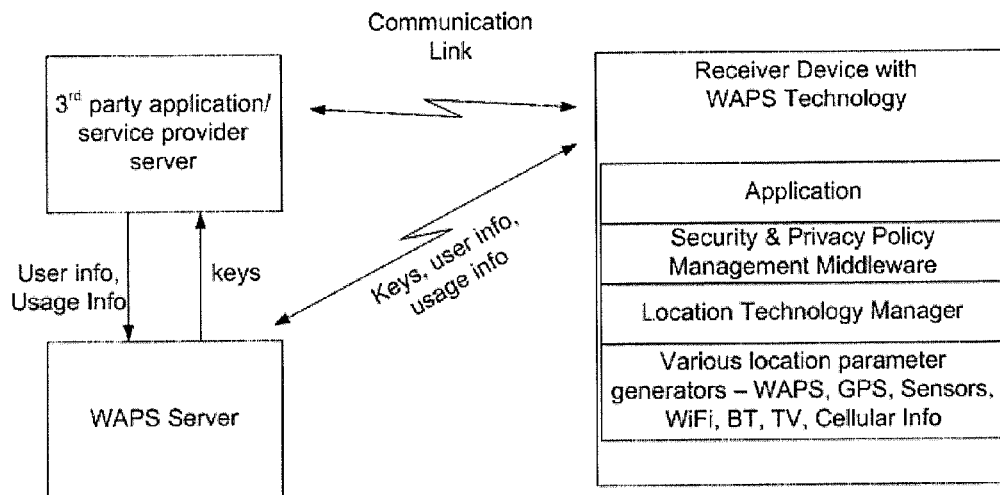 Communication
Link
3rd party application/
service provider
server
Receiver Device with
WAPS Technology
Application
Security & Privacy Policy
Management Middleware
Location Technology Manager
Various location parameter
generators – WAPS, GPS, Sensors,
WiFi, BT, TV, Cellular Info
User info,
Usage Info
keys
Keys, user info,
usage info
WAPS Server